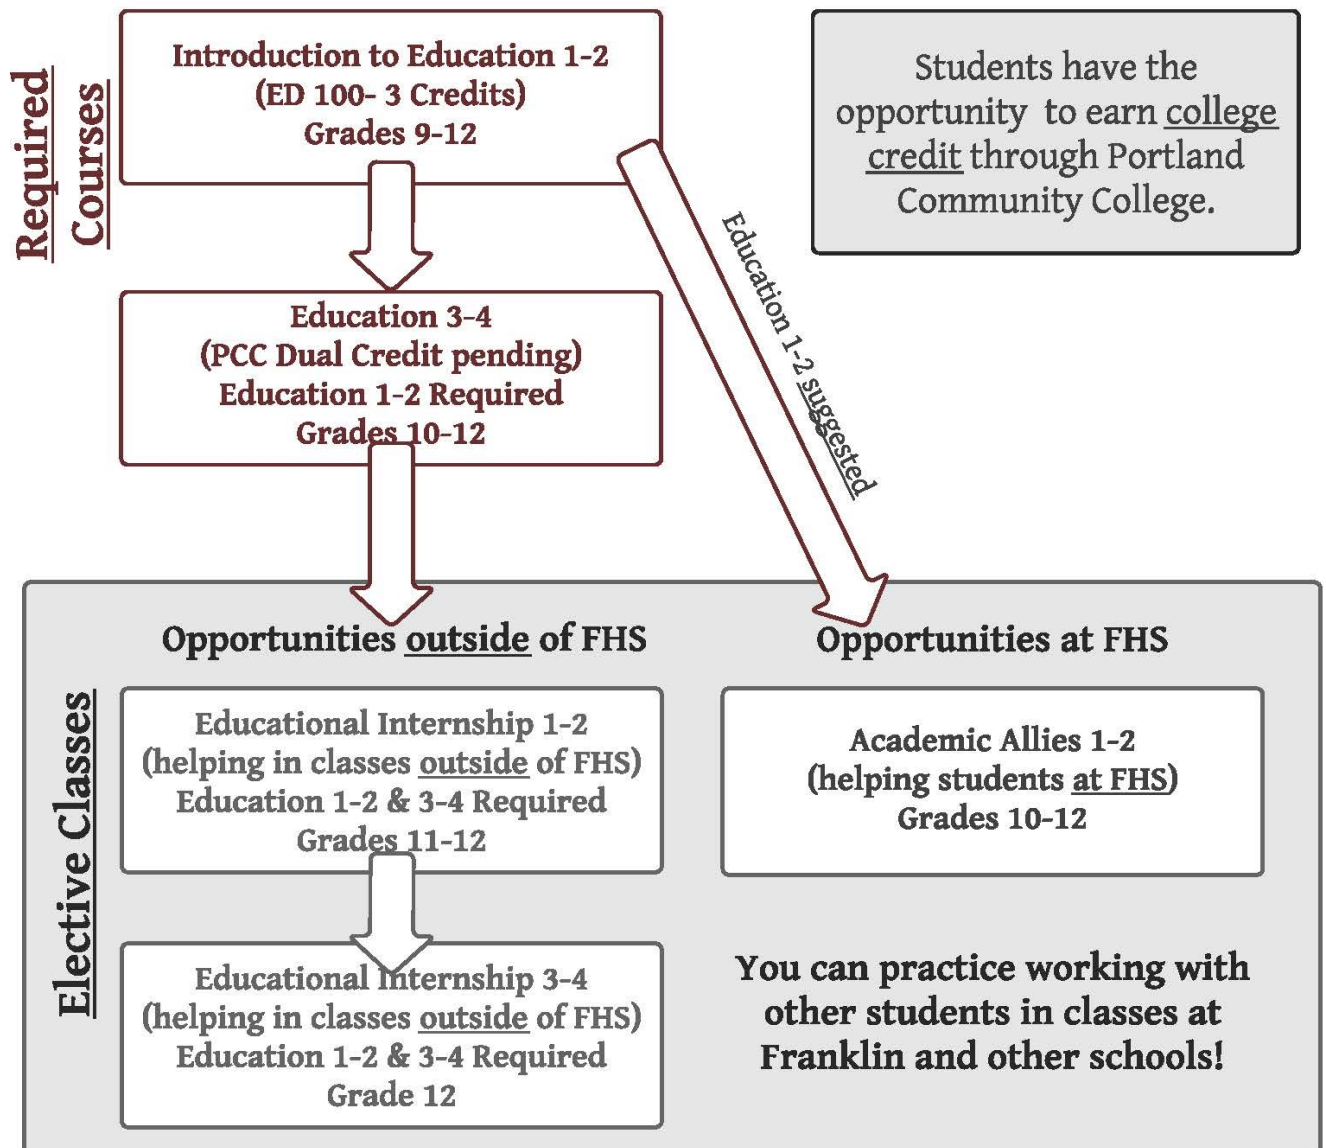 Required
Courses
Introduction to Education 1-2
(ED 100- 3 Credits)
Grades 9-12
Students have the
opportunity to earn college
credit through Portland
Community College.
Education 1-2 suggested
Education 3-4
(PCC Dual Credit pending)
Education 1-2 Required
Grades 10-12
Elective Classes
Opportunities outside of FHS
Educational Internship 1-2
(helping in classes outside of FHS)
Education 1-2 & 3-4 Required
Grades 11-12
Educational Internship 3-4
(helping in classes outside of FHS)
Education 1-2 & 3-4 Required
Grade 12
Opportunities at FHS
Academic Allies 1-2
(helping students at FHS)
Grades 10-12
You can practice working with
other students in classes at
Franklin and other schools!